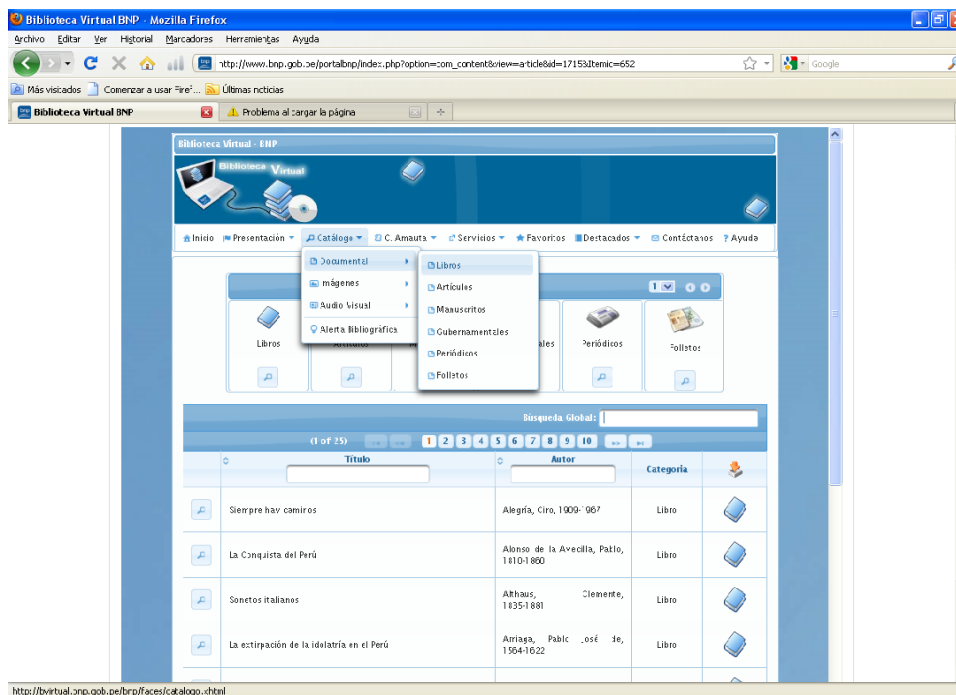 Biblioteca Virtual BNP - Mozilla Firefox
Archivo Editar Ver Historial Marcadores Herramientas Ayuda
http://www.bnp.gob.pe/portalbnp/index.php?option=com_content&view=article&id=1715&Itemid=652
Google
Más visitados Comenzar a usar Firef... Últimas noticias
Biblioteca Virtual BNP Problema al cargar la página
Biblioteca Virtual - BNP
Biblioteca Virtual
Inicio Presentación Catálogo C. Amauta Servicios Favoritos Destacados Contáctanos ? Ayuda
Documental
Imágenes
Audio Visual
Alerta Bibliográfica
Libros
Artículos
Manuscritos
Gubernamentales
Periódicos
Folletos
1
Libros Artículos ales Periódicos Folletos
Búsqueda Global:
(1 of 25) 1 2 3 4 5 6 7 8 9 10
Título Autor Categoría
Siempre hay caminos Alegría, Ciro, 1909-1967 Libro
La Conquista del Perú Alonso de la Avecilla, Pablo, 1810-1860 Libro
Sonetos italianos Althaus, Clemente, 1835-1881 Libro
La extirpación de la idolatría en el Perú Arriaga, Pablo José de, 1564-1622 Libro
http://bvirtual.bnp.gob.pe/bnp/faces/catalogo.xhtml